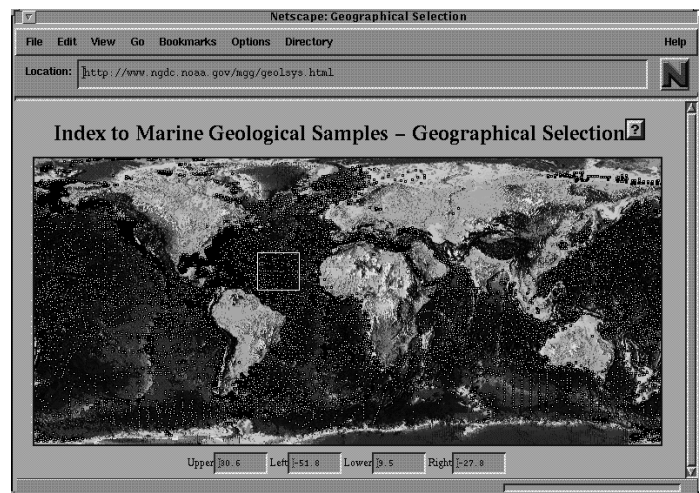 Netscape: Geographical Selection
File Edit View Go Bookmarks Options Directory Help
Location: http://www.ngdc.noaa.gov/mgg/geolsys.html
N
Index to Marine Geological Samples – Geographical Selection ?
Upper 30.6 Left -51.8 Lower 9.5 Right -27.8